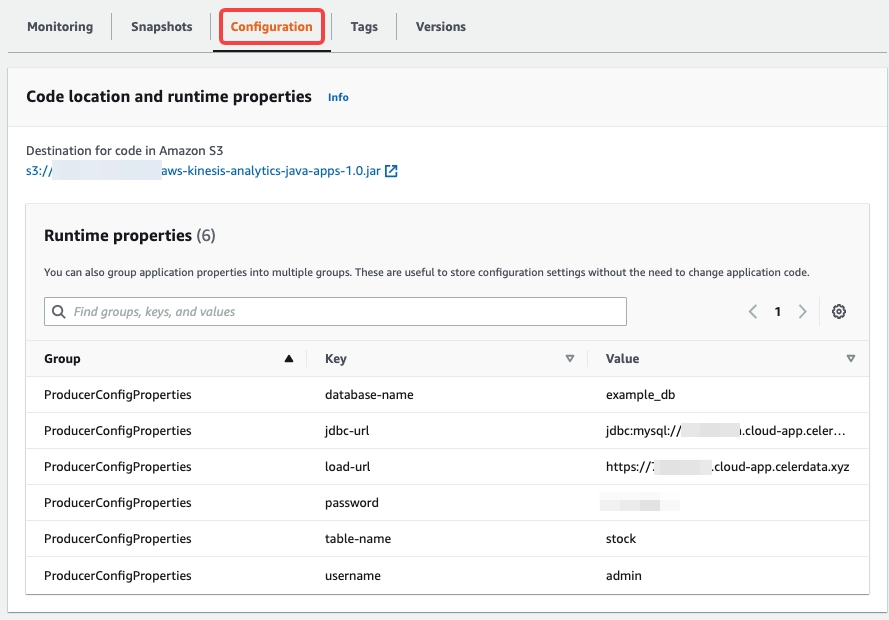 Monitoring Snapshots Configuration Tags Versions
Code location and runtime properties Info
Destination for code in Amazon S3
s3:// aws-kinesis-analytics-java-apps-1.0.jar
Runtime properties (6)
You can also group application properties into multiple groups. These are useful to store configuration settings without the need to change application code.
Find groups, keys, and values 1
Group Key Value
ProducerConfigProperties database-name example_db
ProducerConfigProperties jdbc-url jdbc:mysql:// .cloud-app.celer...
ProducerConfigProperties load-url https:// .cloud-app.celerdata.xyz
ProducerConfigProperties password
ProducerConfigProperties table-name stock
ProducerConfigProperties username admin